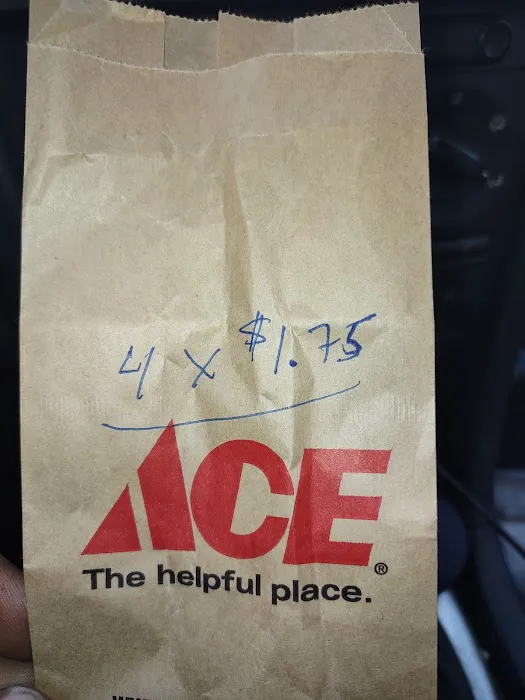 4 x $1.75
ACE®
The helpful place.